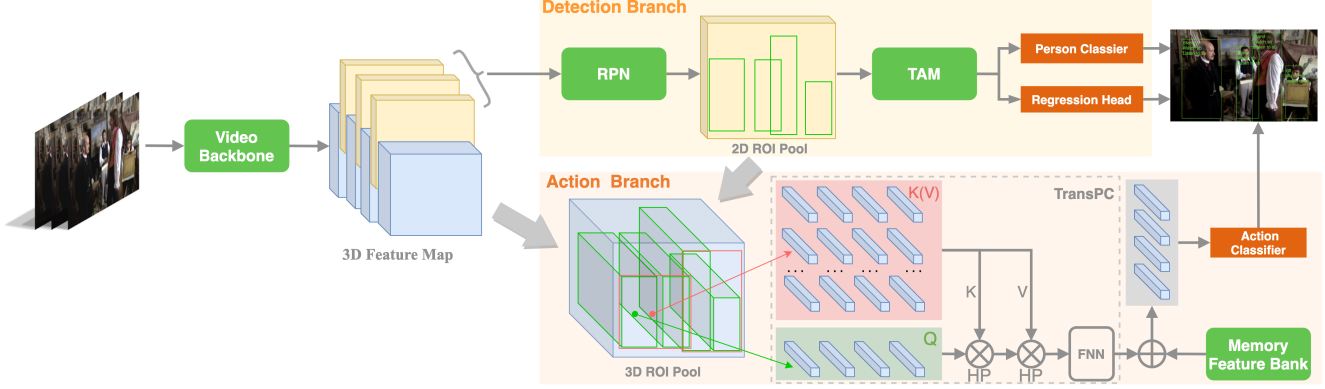 Detection Branch
RPN
TAM
Person Classier
Regression Head
2D ROI Pool
Video
Backbone
3D Feature Map
Action Branch
3D ROI Pool
K(V)
...
...
...
...
Q
TransPC
K
V
HP
HP
FNN
Action
Classifier
Memory
Feature Bank